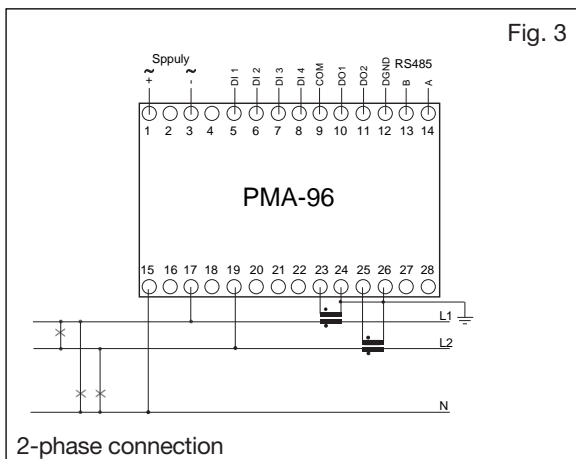 Fig. 3
Sppuly
~ ~
+ -
DI 1 DI 2 DI 3 DI 4 COM DO1 DO2 DGND B A
RS485
1 2 3 4 5 6 7 8 9 10 11 12 13 14
PMA-96
15 16 17 18 19 20 21 22 23 24 25 26 27 28
L1
L2
N
2-phase connection